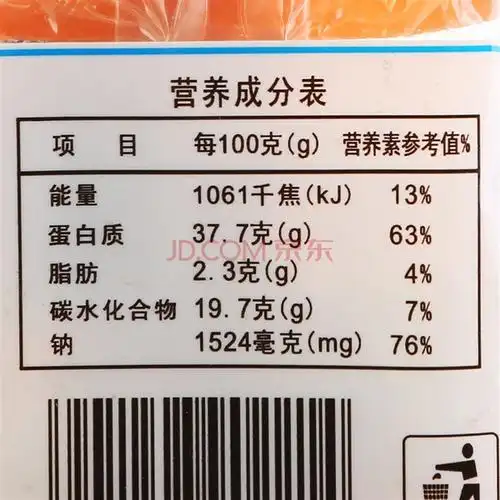 营养成分表
项 目 每100克(g) 营养素参考值%
能量 1061千焦(kJ) 13%
蛋白质 37.7克(g) 63%
JD.COM 京东
脂肪 2.3克(g) 4%
碳水化合物 19.7克(g) 7%
钠 1524毫克(mg) 76%